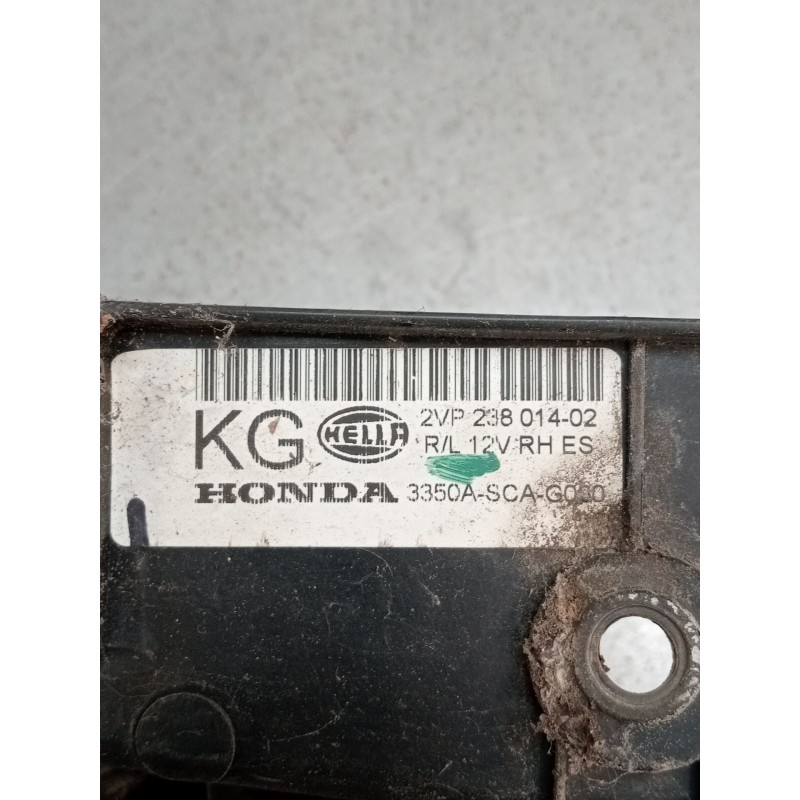 KG HELLA 2VP 238 014-02
R/L 12V RH ES
HONDA 3350A-SCA-G030